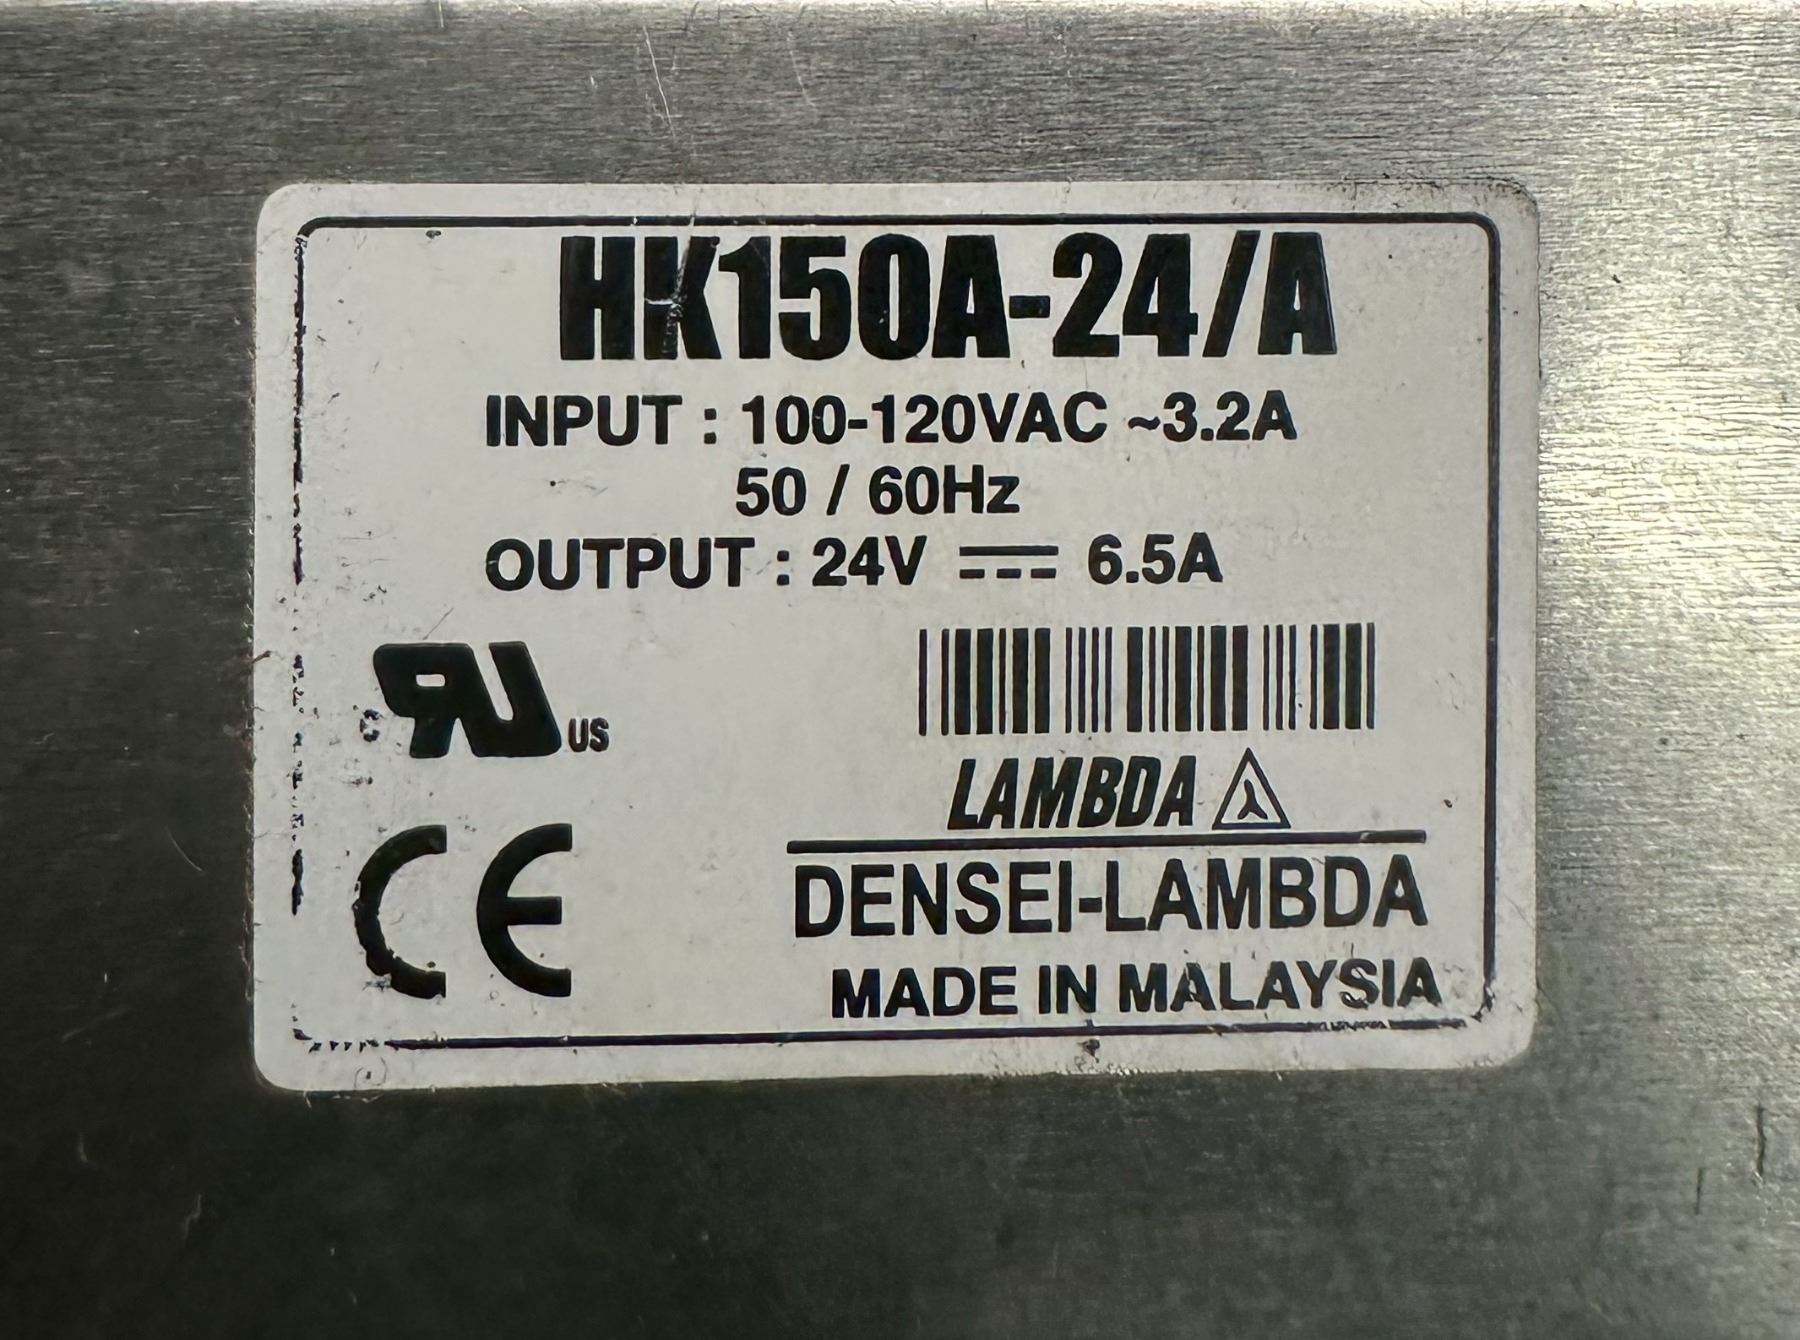 HK150A-24/A
INPUT : 100-120VAC ~3.2A
50 / 60Hz
OUTPUT : 24V ⎓ 6.5A
US
LAMBDA
CE
DENSEI-LAMBDA
MADE IN MALAYSIA